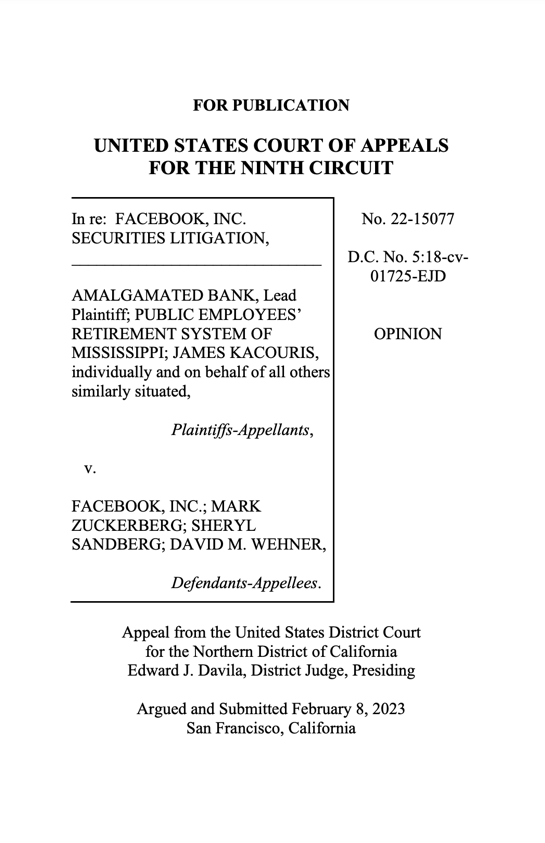 FOR PUBLICATION
UNITED STATES COURT OF APPEALS
FOR THE NINTH CIRCUIT
In re: FACEBOOK, INC.
SECURITIES LITIGATION,
______________________________
AMALGAMATED BANK, Lead
Plaintiff; PUBLIC EMPLOYEES’
RETIREMENT SYSTEM OF
MISSISSIPPI; JAMES KACOURIS,
individually and on behalf of all others
similarly situated,
Plaintiffs-Appellants,
v.
FACEBOOK, INC.; MARK
ZUCKERBERG; SHERYL
SANDBERG; DAVID M. WEHNER,
Defendants-Appellees.
No. 22-15077
D.C. No. 5:18-cv-
01725-EJD
OPINION
Appeal from the United States District Court
for the Northern District of California
Edward J. Davila, District Judge, Presiding
Argued and Submitted February 8, 2023
San Francisco, California